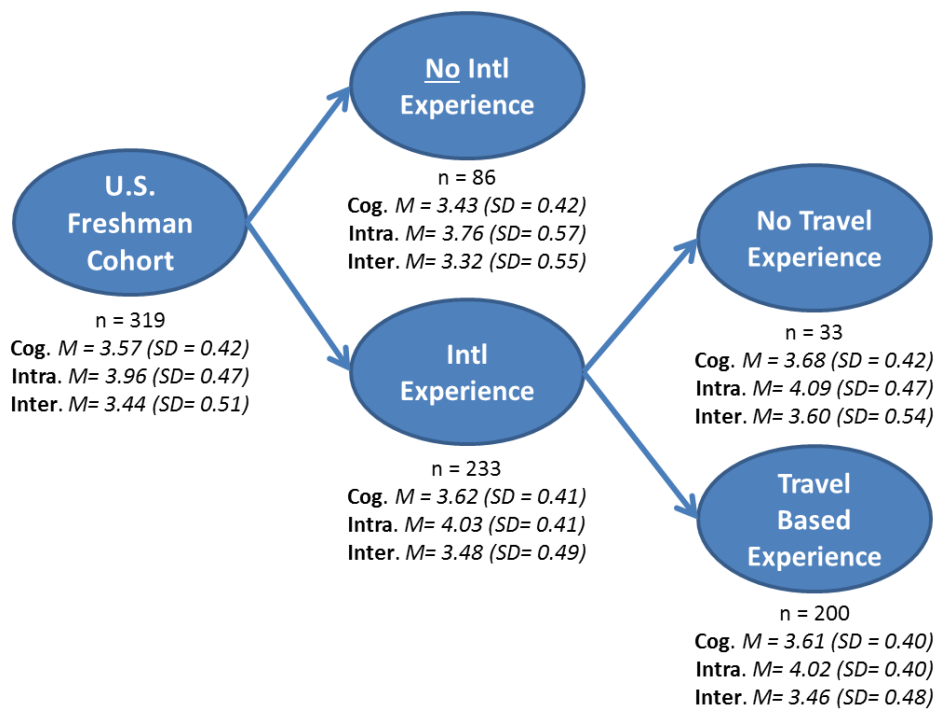 No Intl
Experience
n = 86
Cog. M = 3.43 (SD = 0.42)
Intra. M= 3.76 (SD= 0.57)
Inter. M= 3.32 (SD= 0.55)
U.S.
Freshman
Cohort
n = 319
Cog. M = 3.57 (SD = 0.42)
Intra. M= 3.96 (SD= 0.47)
Inter. M= 3.44 (SD= 0.51)
Intl
Experience
n = 233
Cog. M = 3.62 (SD = 0.41)
Intra. M= 4.03 (SD= 0.41)
Inter. M= 3.48 (SD= 0.49)
No Travel
Experience
n = 33
Cog. M = 3.68 (SD = 0.42)
Intra. M= 4.09 (SD= 0.47)
Inter. M= 3.60 (SD= 0.54)
Travel
Based
Experience
n = 200
Cog. M = 3.61 (SD = 0.40)
Intra. M= 4.02 (SD= 0.40)
Inter. M= 3.46 (SD= 0.48)